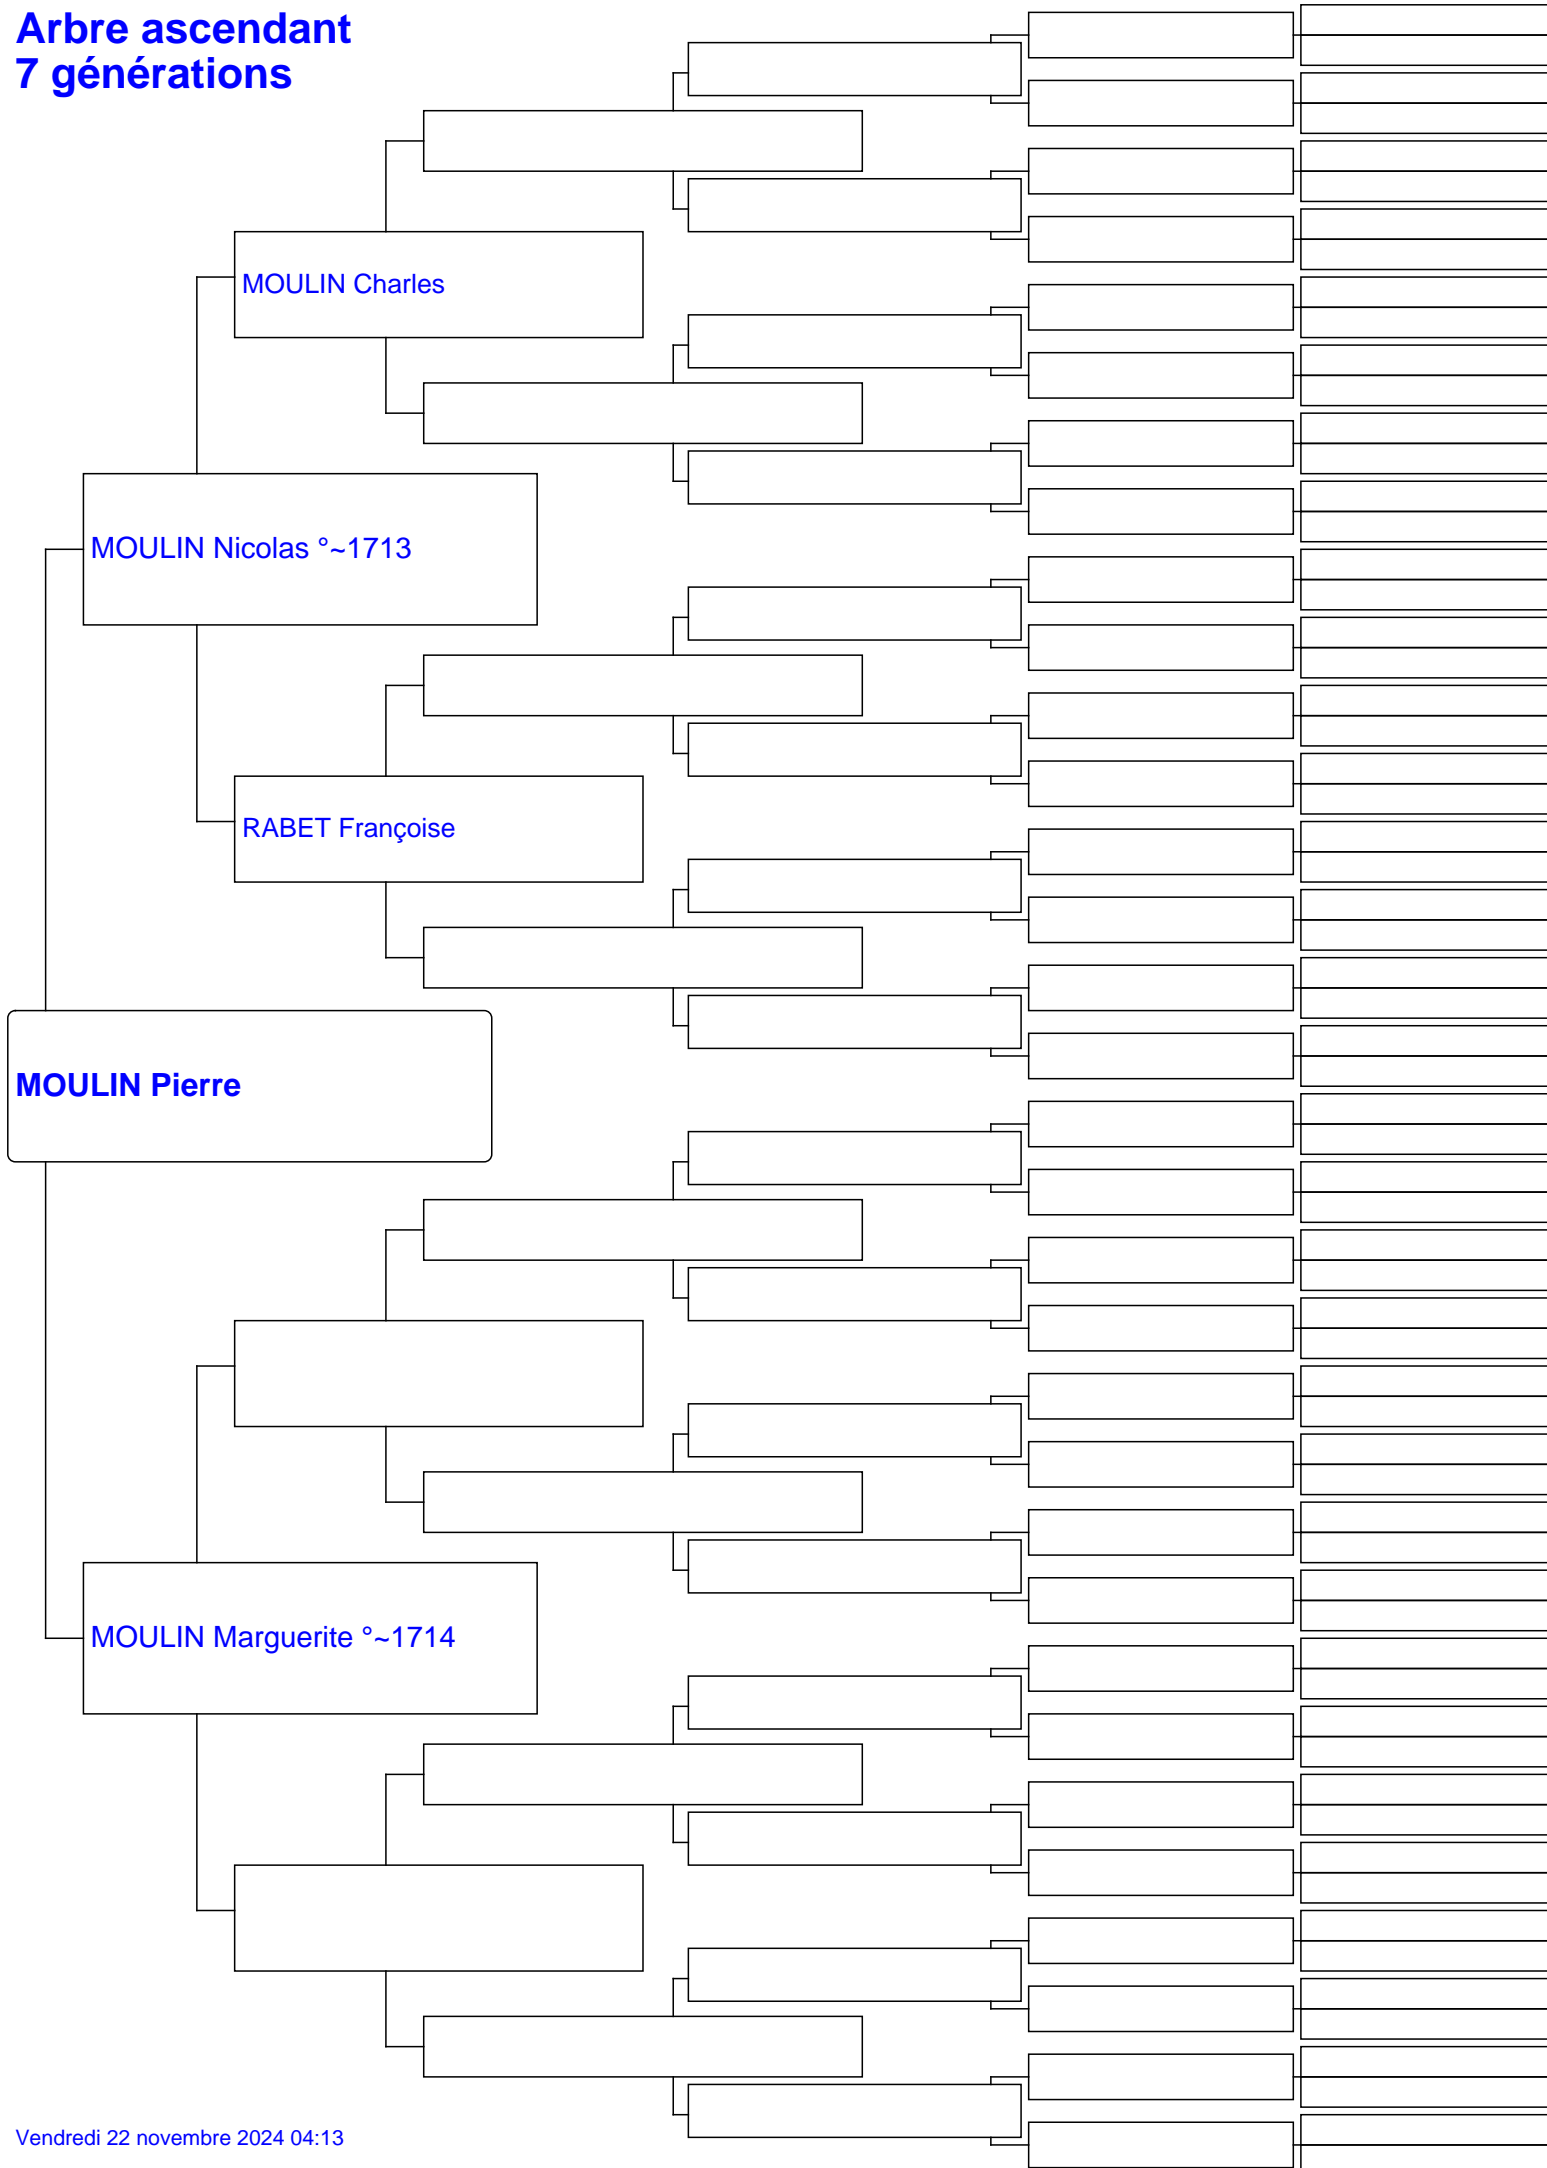 Arbre ascendant
7 générations
MOULIN Charles
MOULIN Nicolas °~1713
RABET Françoise
MOULIN Pierre
MOULIN Marguerite °~1714
Vendredi 22 novembre 2024 04:13